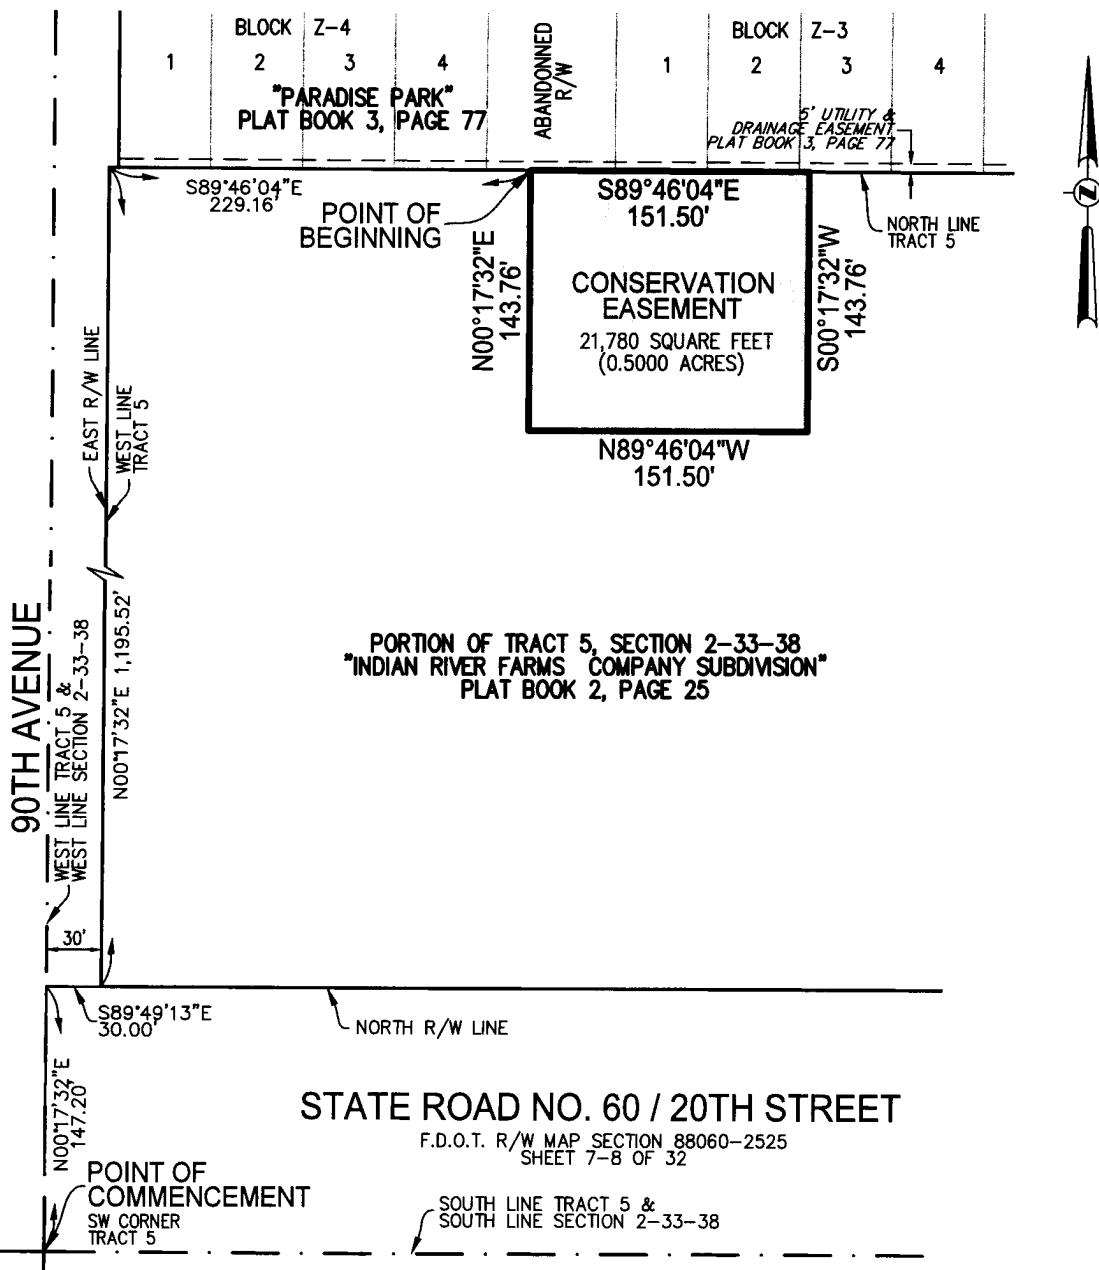 BLOCK Z-4
BLOCK Z-3
1
2
3
4
ABANDONNED
R/W
1
2
3
4
"PARADISE PARK"
PLAT BOOK 3, PAGE 77
5' UTILITY &
DRAINAGE EASEMENT
PLAT BOOK 3, PAGE 77
S89°46'04"E
229.16'
POINT OF
BEGINNING
S89°46'04"E
151.50'
NORTH LINE
TRACT 5
N00°17'32"E
143.76'
CONSERVATION
EASEMENT
21,780 SQUARE FEET
(0.5000 ACRES)
S00°17'32"W
143.76'
N89°46'04"W
151.50'
Z
EAST R/W LINE
WEST LINE
TRACT 5
N00°17'32"E 1,195.52'
90TH AVENUE
WEST LINE TRACT 5 &
WEST LINE SECTION 2-33-38
PORTION OF TRACT 5, SECTION 2-33-38
"INDIAN RIVER FARMS COMPANY SUBDIVISION"
PLAT BOOK 2, PAGE 25
30'
S89°49'13"E
30.00'
NORTH R/W LINE
N00°17'32"E
147.20'
STATE ROAD NO. 60 / 20TH STREET
F.D.O.T. R/W MAP SECTION 88060-2525
SHEET 7-8 OF 32
POINT OF
COMMENCEMENT
SW CORNER
TRACT 5
SOUTH LINE TRACT 5 &
SOUTH LINE SECTION 2-33-38